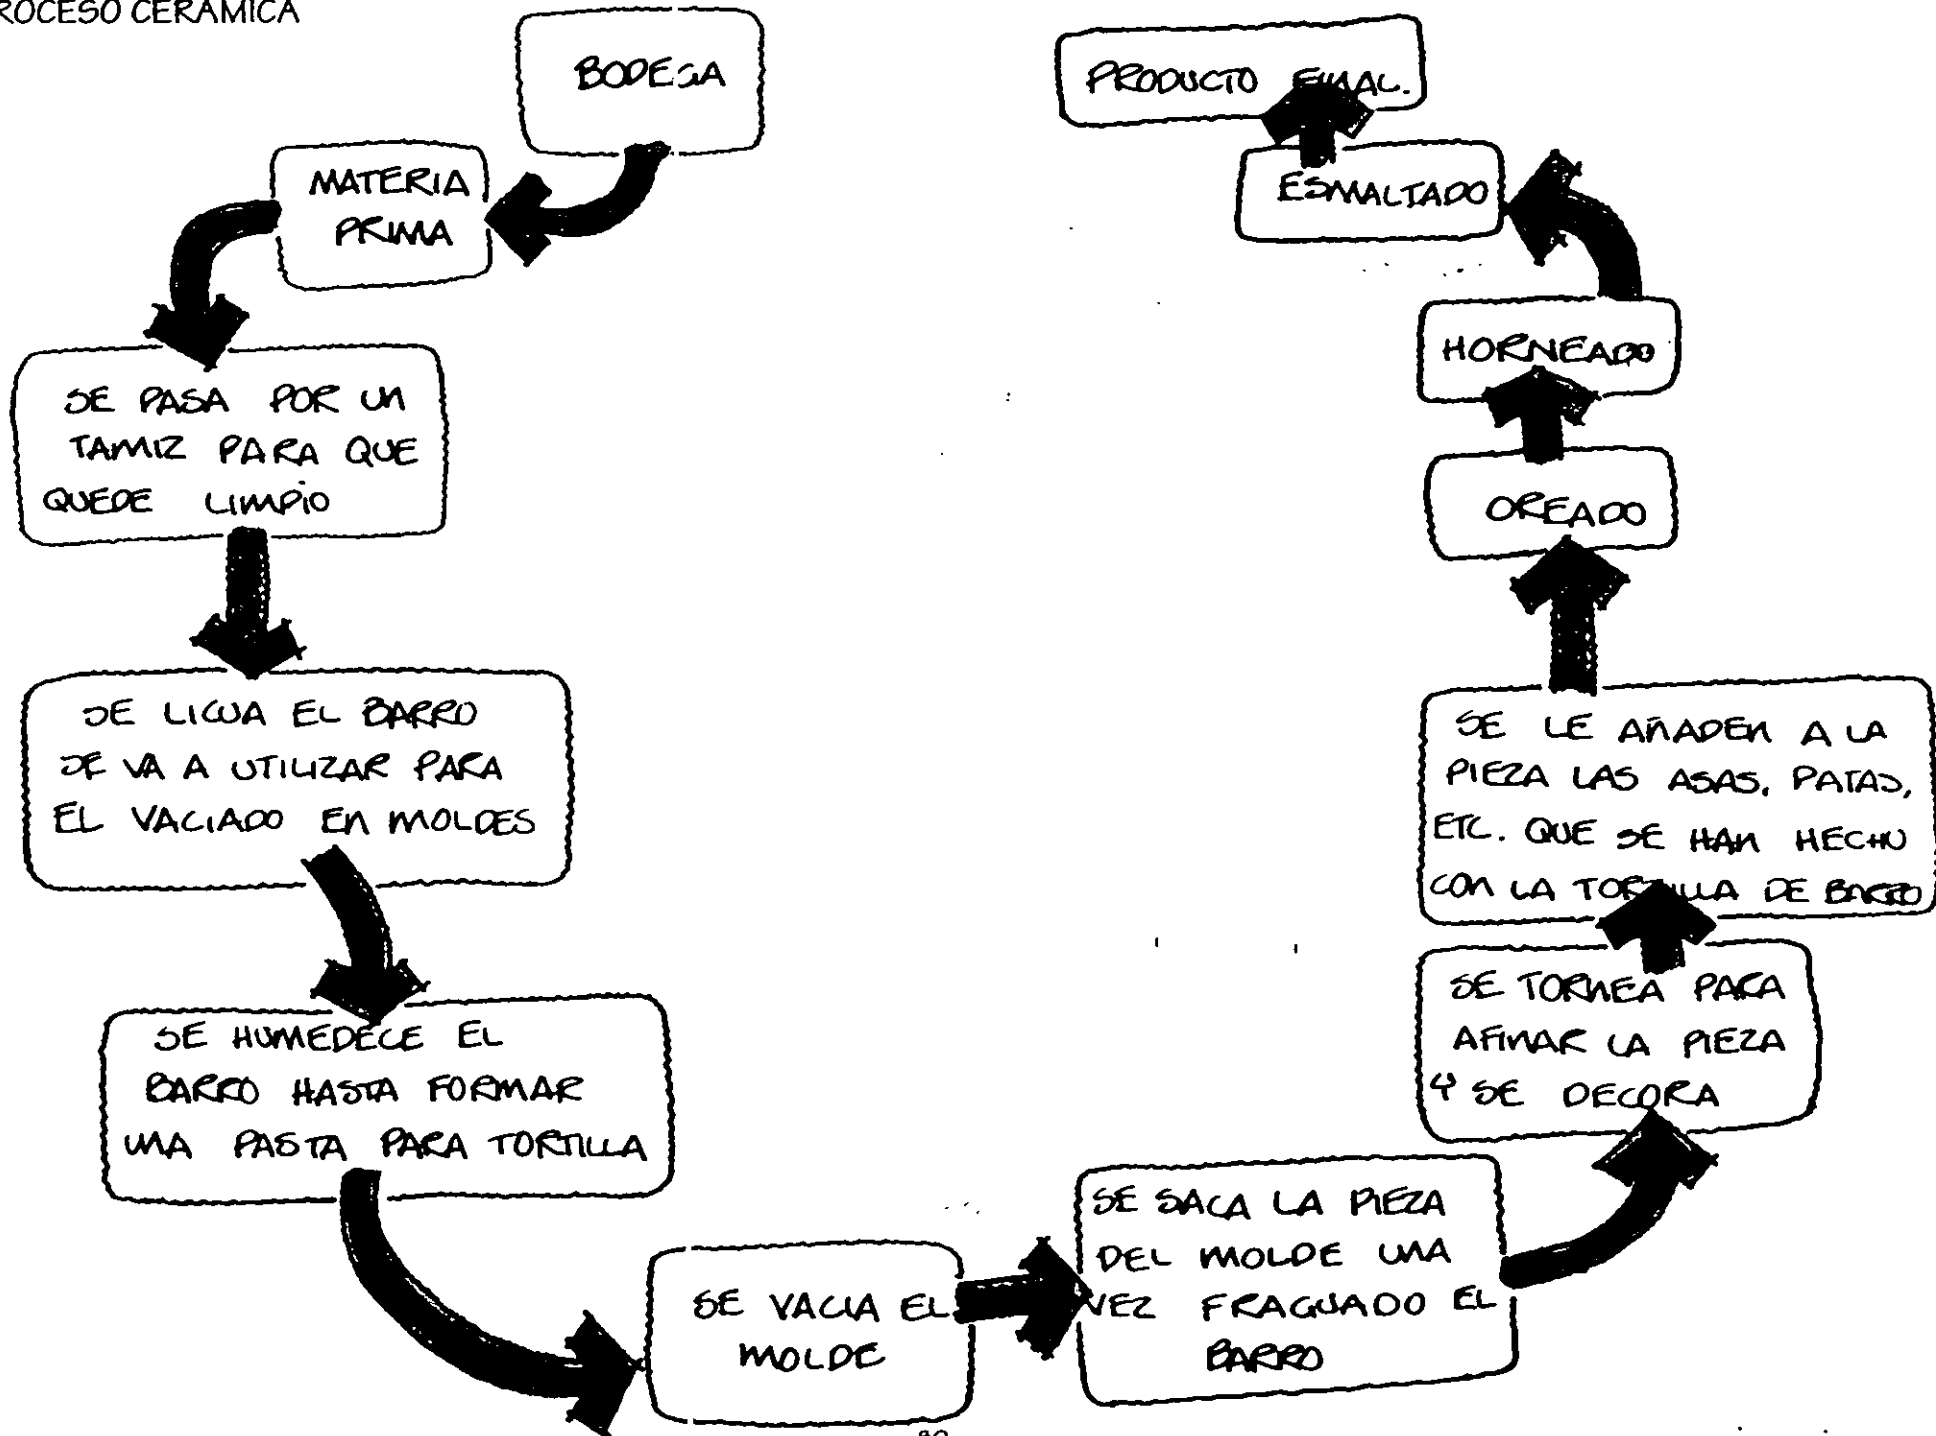 ROCESO CERÁMICA
BODEGA
MATERIA
PRIMA
SE PASA POR UN
TAMIZ PARA QUE
QUEDE LIMPIO
SE LICUA EL BARRO
SE VA A UTILIZAR PARA
EL VACIADO EN MOLDES
SE HUMEDECE EL
BARRO HASTA FORMAR
UNA PASTA PARA TORTILLA
SE VACIA EL
MOLDE
SE SACA LA PIEZA
DEL MOLDE UNA
VEZ FRAGUADO EL
BARRO
SE TORNEA PARA
AFINAR LA PIEZA
Y SE DECORA
SE LE AÑADEN A LA
PIEZA LAS ASAS, PATAS,
ETC. QUE SE HAN HECHO
CON LA TORTILLA DE BARRO
OREADO
HORNEADO
ESMALTADO
PRODUCTO FINAL.